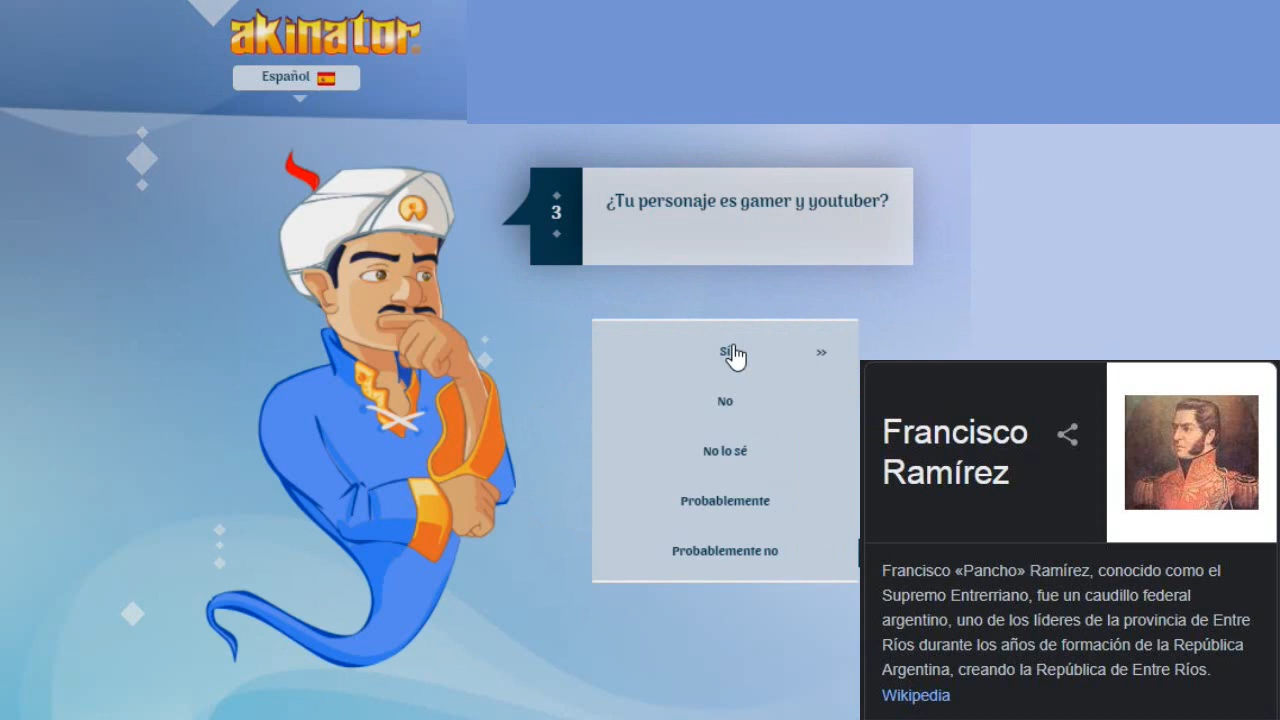 akinator
Español
3
¿Tu personaje es gamer y youtuber?
Sí
No
No lo sé
Probablemente
Probablemente no
Francisco
Ramírez
Francisco «Pancho» Ramírez, conocido como el
Supremo Entrerriano, fue un caudillo federal
argentino, uno de los líderes de la provincia de Entre
Ríos durante los años de formación de la República
Argentina, creando la República de Entre Ríos.
Wikipedia